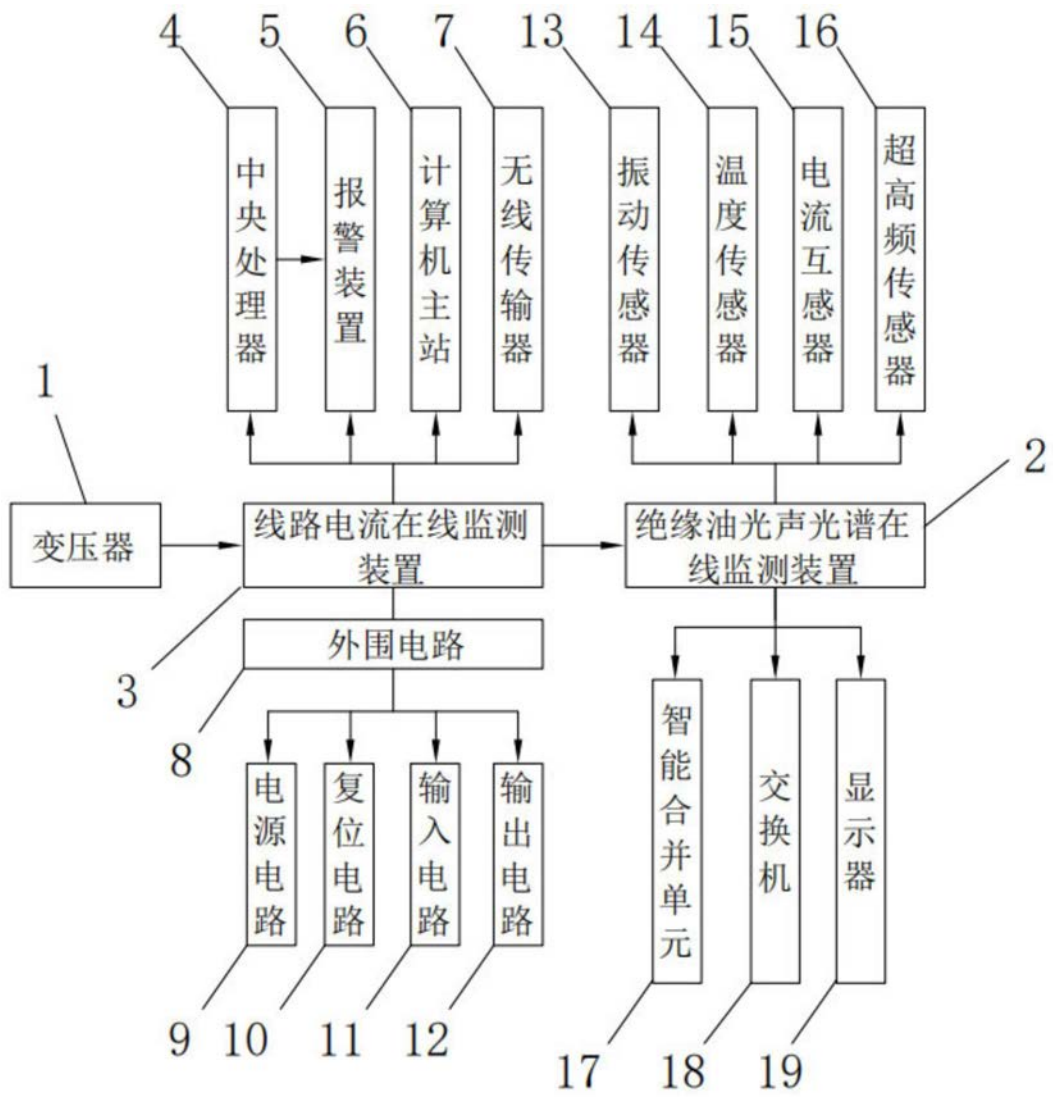 4
5
6
7
13
14
15
16
中央处理器
报警装置
计算机主站
无线传输器
振动传感器
温度传感器
电流互感器
超高频传感器
1
2
变压器
线路电流在线监测
装置
绝缘油光声光谱在
线监测装置
3
外围电路
8
电源电路
复位电路
输入电路
输出电路
智能合并单元
交换机
显示器
9
10
11
12
17
18
19